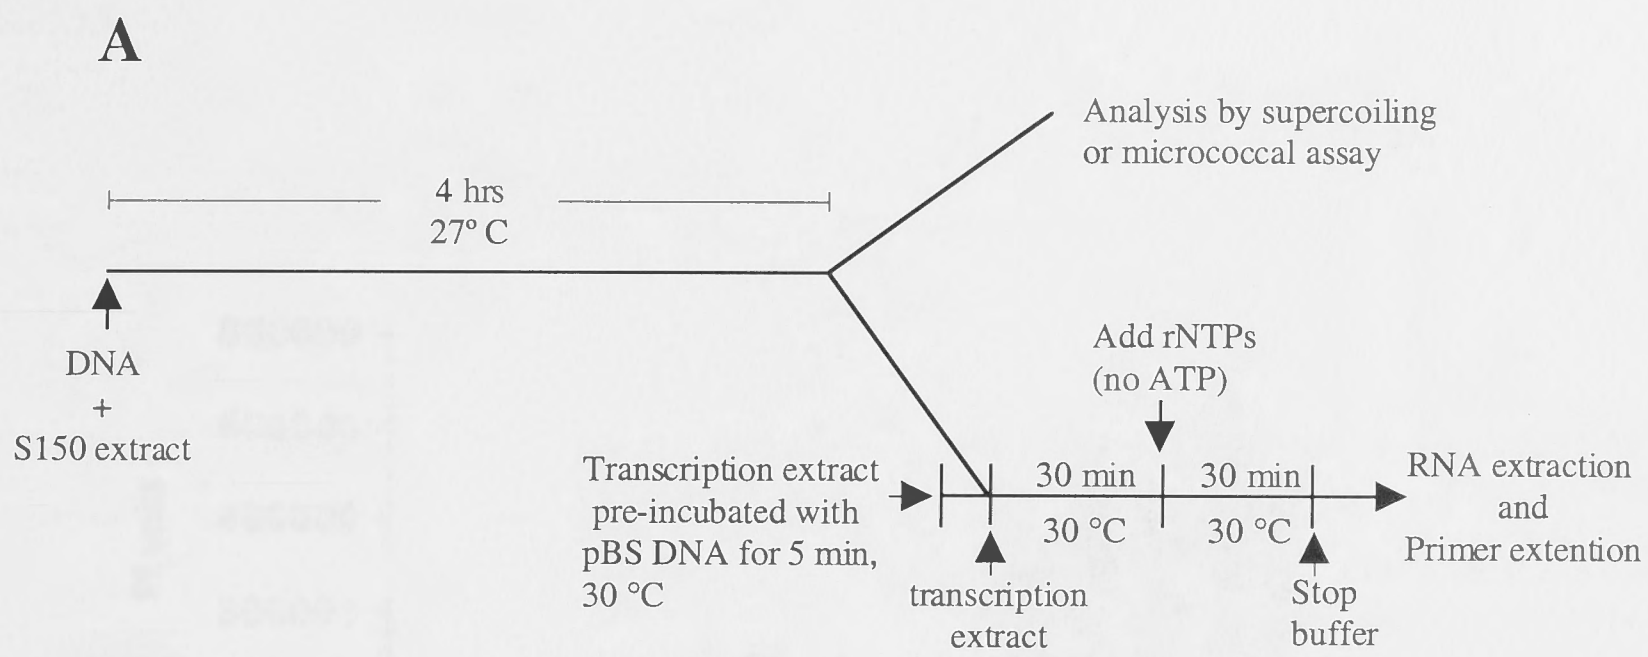 A
Analysis by supercoiling
or micrococcal assay
4 hrs
27° C
DNA
+
S150 extract
Add rNTPs
(no ATP)
Transcription extract
pre-incubated with
pBS DNA for 5 min,
30 °C
30 min
30 °C
30 min
30 °C
transcription
extract
Stop
buffer
RNA extraction
and
Primer extention